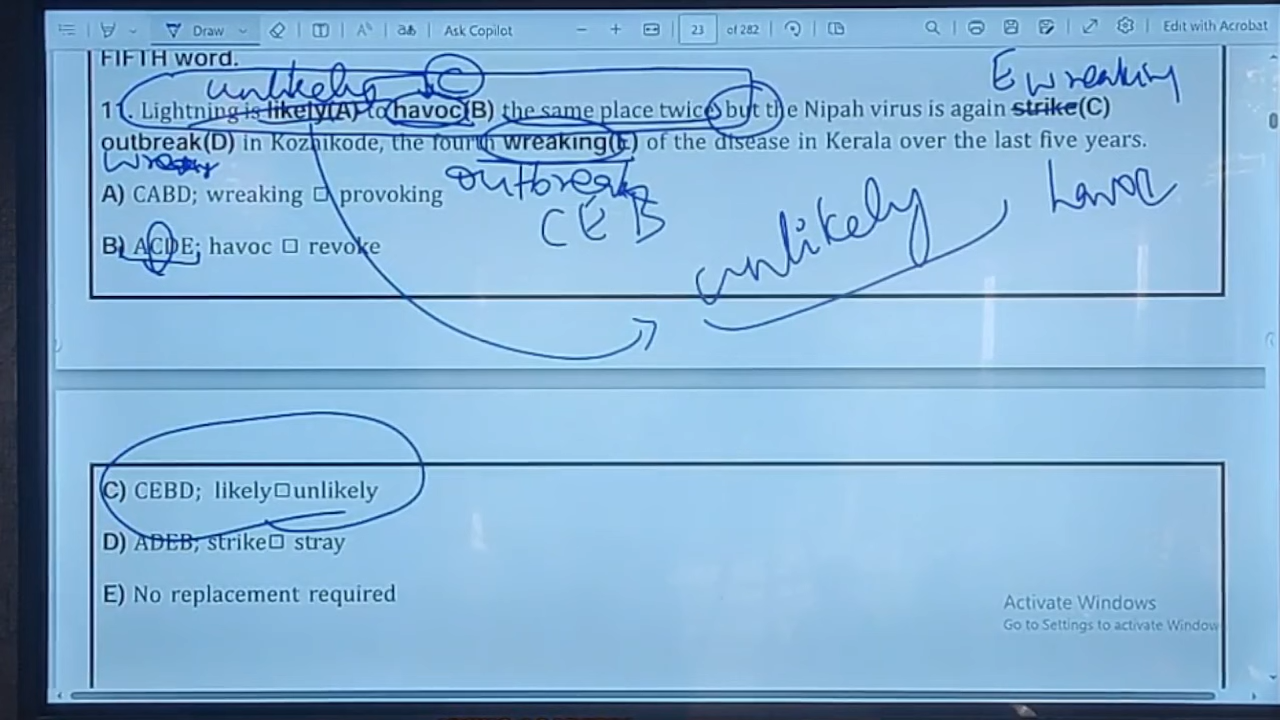 Draw
Ask Copilot
23 of 282
Edit with Acrobat
FIFTH word.
unlikely C E wreaking
1. Lightning is likely(A) to havoc(B) the same place twice but the Nipah virus is again strike(C)
outbreak(D) in Kozhikode, the fourth wreaking(E) of the disease in Kerala over the last five years.
outbreak havoc
A) CABD; wreaking □ provoking
CEB unlikely
B) ACDE; havoc □ revoke
C) CEBD; likely□unlikely
D) ADEB; strike□ stray
E) No replacement required
Activate Windows
Go to Settings to activate Window